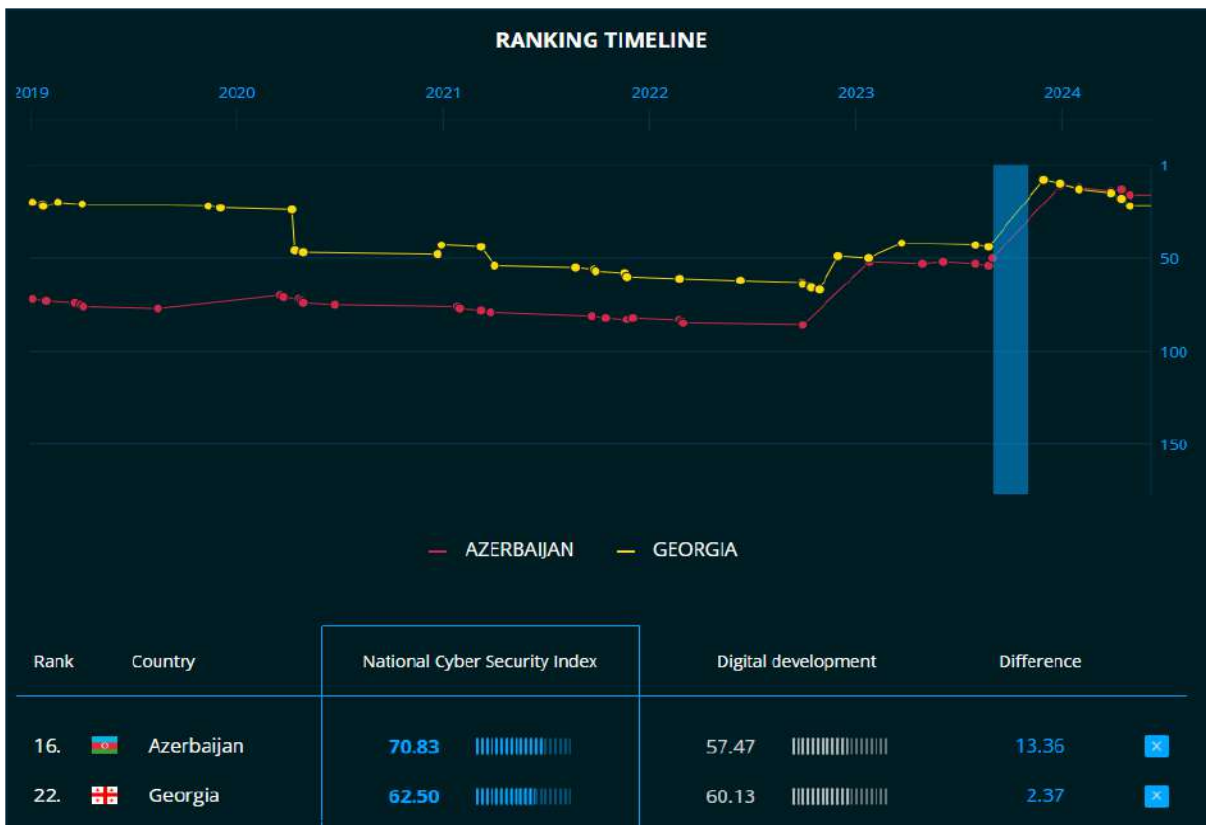 RANKING TIMELINE
2019 2020 2021 2022 2023 2024
1
50
100
150
AZERBAIJAN GEORGIA
Rank Country National Cyber Security Index Digital development Difference
16. Azerbaijan 70.83 57.47 13.36
22. Georgia 62.50 60.13 2.37